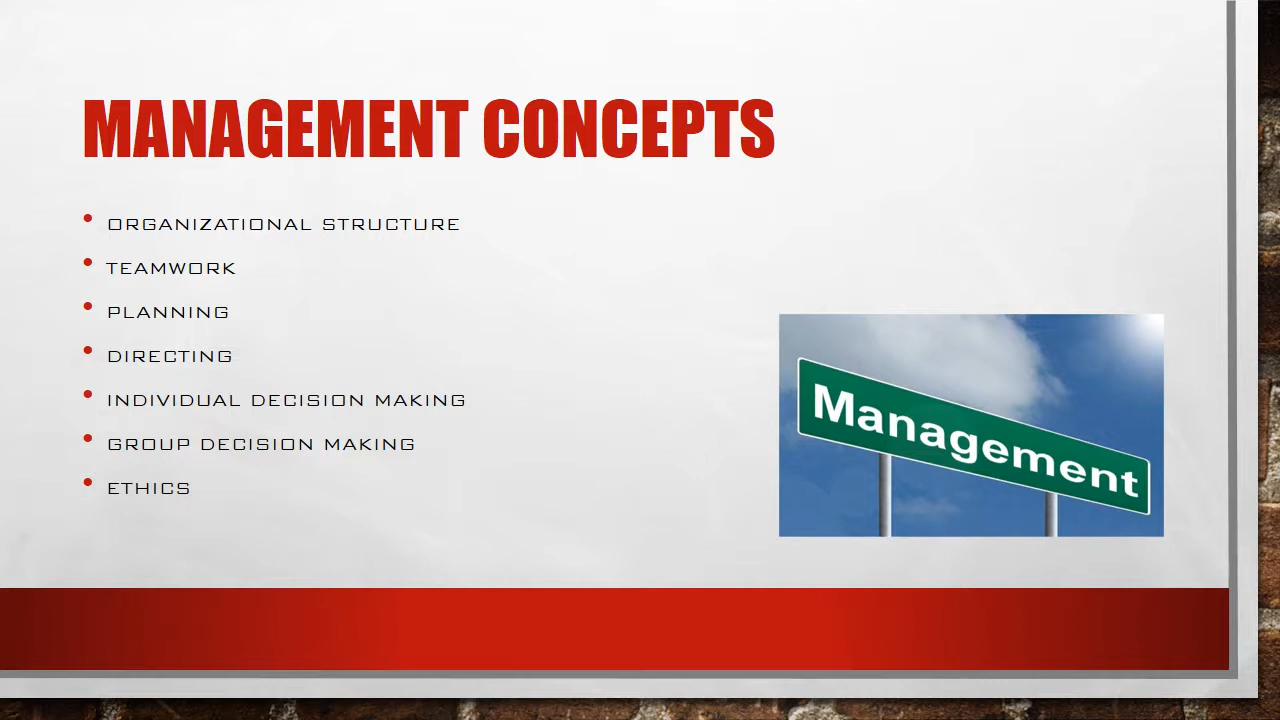 MANAGEMENT CONCEPTS
• ORGANIZATIONAL STRUCTURE
• TEAMWORK
• PLANNING
• DIRECTING
• INDIVIDUAL DECISION MAKING
• GROUP DECISION MAKING
• ETHICS
Management